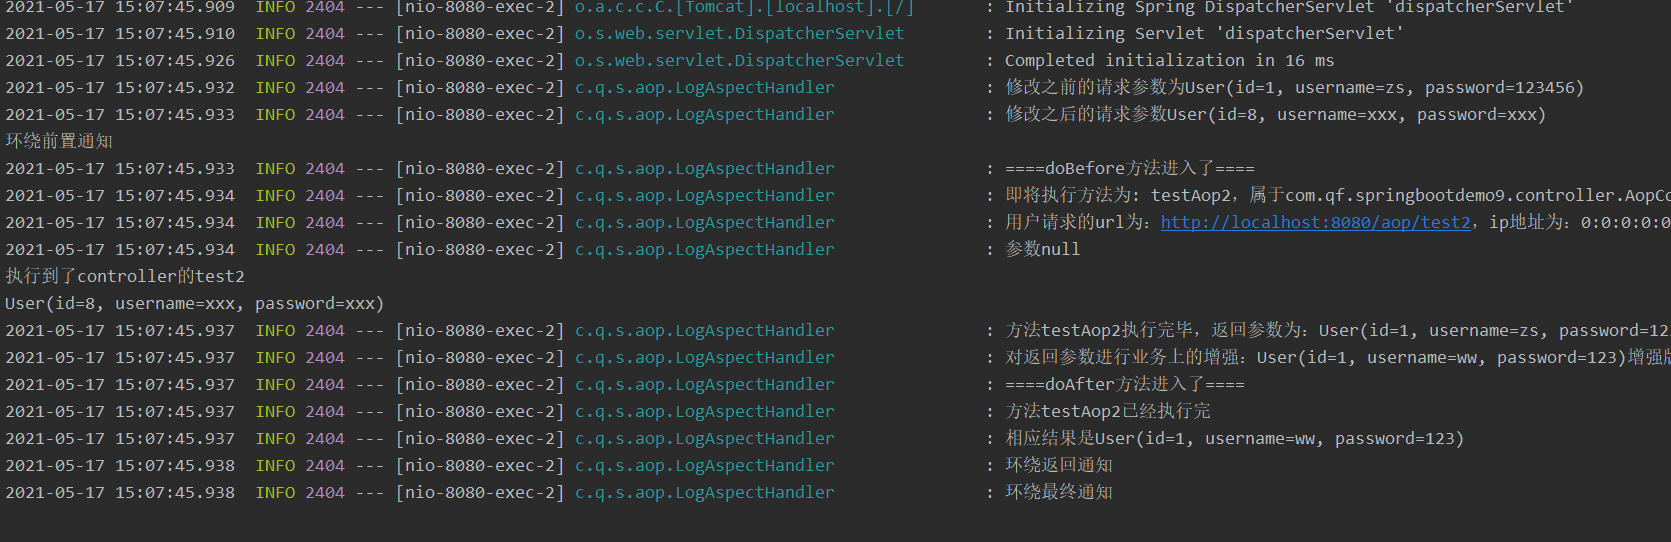 2021-05-17 15:07:45.909  INFO 2404 --- [nio-8080-exec-2] o.a.c.c.C.[Tomcat].[localhost].[/]       : Initializing Spring DispatcherServlet 'dispatcherServlet'
2021-05-17 15:07:45.910  INFO 2404 --- [nio-8080-exec-2] o.s.web.servlet.DispatcherServlet        : Initializing Servlet 'dispatcherServlet'
2021-05-17 15:07:45.926  INFO 2404 --- [nio-8080-exec-2] o.s.web.servlet.DispatcherServlet        : Completed initialization in 16 ms
2021-05-17 15:07:45.932  INFO 2404 --- [nio-8080-exec-2] c.q.s.aop.LogAspectHandler               : 修改之前的请求参数为User(id=1, username=zs, password=123456)
2021-05-17 15:07:45.933  INFO 2404 --- [nio-8080-exec-2] c.q.s.aop.LogAspectHandler               : 修改之后的请求参数User(id=8, username=xxx, password=xxx)
环绕前置通知
2021-05-17 15:07:45.933  INFO 2404 --- [nio-8080-exec-2] c.q.s.aop.LogAspectHandler               : ====doBefore方法进入了====
2021-05-17 15:07:45.934  INFO 2404 --- [nio-8080-exec-2] c.q.s.aop.LogAspectHandler               : 即将执行方法为: testAop2，属于com.qf.springbootdemo9.controller.AopCo
2021-05-17 15:07:45.934  INFO 2404 --- [nio-8080-exec-2] c.q.s.aop.LogAspectHandler               : 用户请求的url为：http://localhost:8080/aop/test2，ip地址为：0:0:0:0:0
2021-05-17 15:07:45.934  INFO 2404 --- [nio-8080-exec-2] c.q.s.aop.LogAspectHandler               : 参数null
执行到了controller的test2
User(id=8, username=xxx, password=xxx)
2021-05-17 15:07:45.937  INFO 2404 --- [nio-8080-exec-2] c.q.s.aop.LogAspectHandler               : 方法testAop2执行完毕，返回参数为：User(id=1, username=zs, password=12
2021-05-17 15:07:45.937  INFO 2404 --- [nio-8080-exec-2] c.q.s.aop.LogAspectHandler               : 对返回参数进行业务上的增强：User(id=1, username=ww, password=123)增强版
2021-05-17 15:07:45.937  INFO 2404 --- [nio-8080-exec-2] c.q.s.aop.LogAspectHandler               : ====doAfter方法进入了====
2021-05-17 15:07:45.937  INFO 2404 --- [nio-8080-exec-2] c.q.s.aop.LogAspectHandler               : 方法testAop2已经执行完
2021-05-17 15:07:45.937  INFO 2404 --- [nio-8080-exec-2] c.q.s.aop.LogAspectHandler               : 相应结果是User(id=1, username=ww, password=123)
2021-05-17 15:07:45.938  INFO 2404 --- [nio-8080-exec-2] c.q.s.aop.LogAspectHandler               : 环绕返回通知
2021-05-17 15:07:45.938  INFO 2404 --- [nio-8080-exec-2] c.q.s.aop.LogAspectHandler               : 环绕最终通知